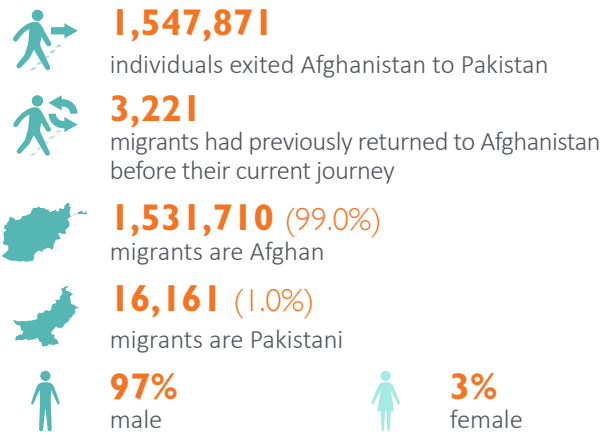 1,547,871
individuals exited Afghanistan to Pakistan
3,221
migrants had previously returned to Afghanistan
before their current journey
1,531,710 (99.0%)
migrants are Afghan
16,161 (1.0%)
migrants are Pakistani
97% 3%
male female